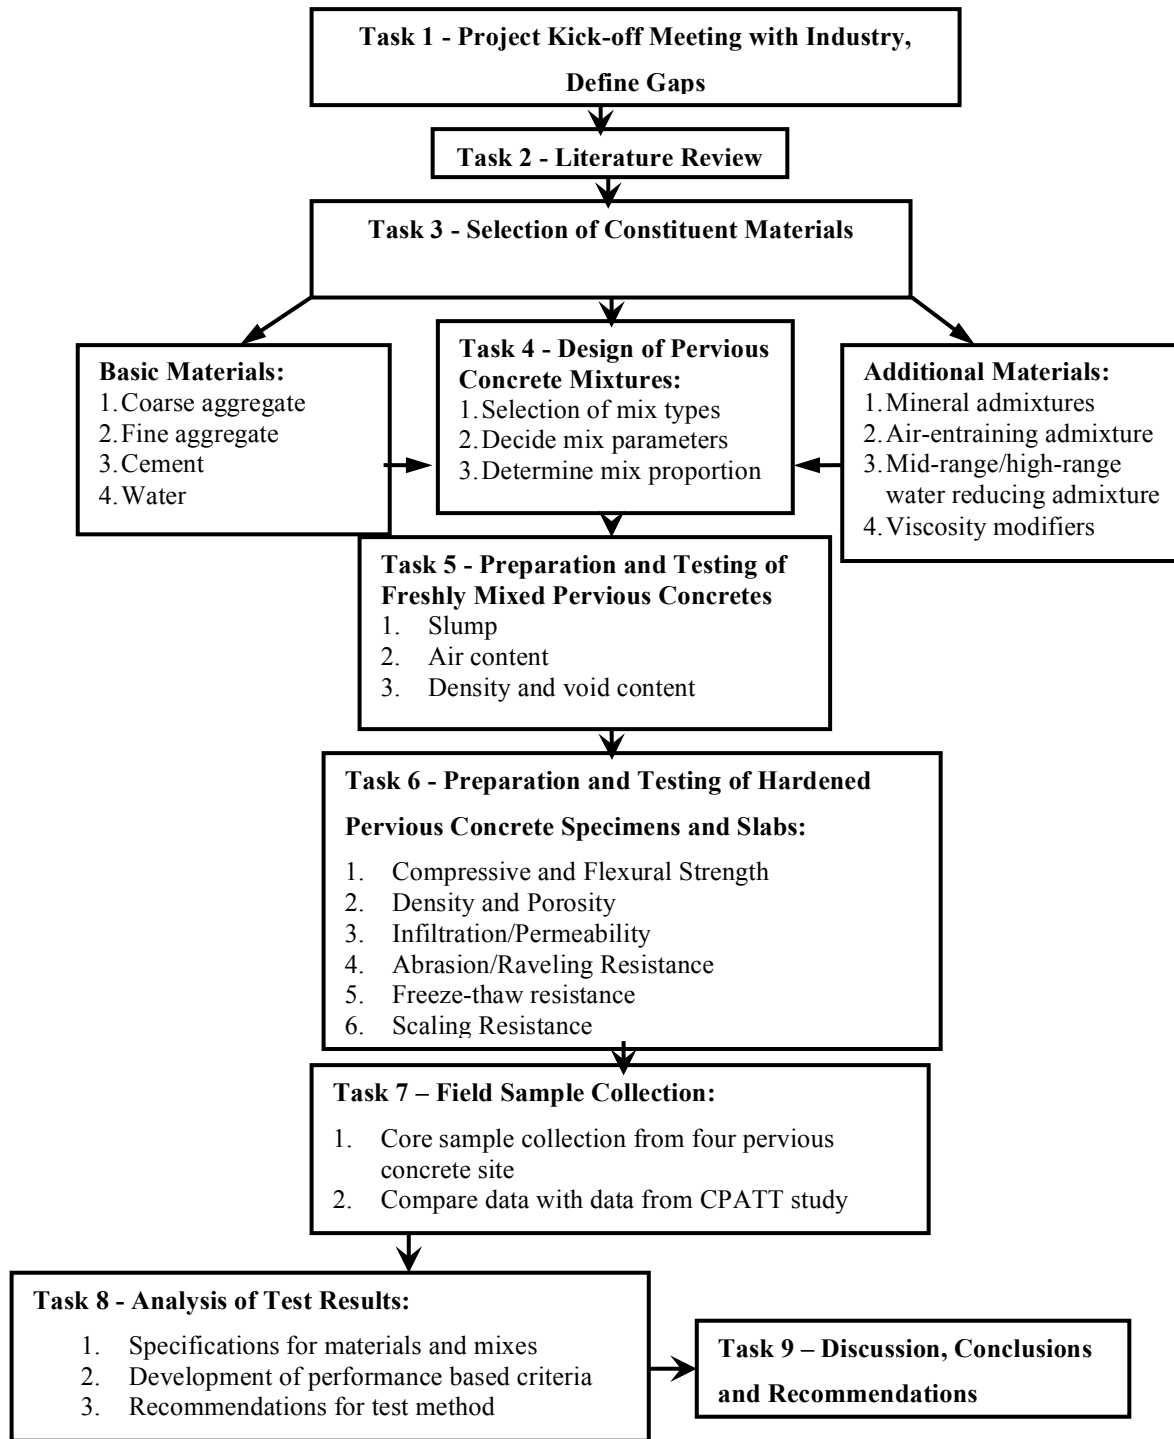 Task 1 - Project Kick-off Meeting with Industry,
Define Gaps
Task 2 - Literature Review
Task 3 - Selection of Constituent Materials
Basic Materials:
1. Coarse aggregate
2. Fine aggregate
3. Cement
4. Water
Task 4 - Design of Pervious
Concrete Mixtures:
1. Selection of mix types
2. Decide mix parameters
3. Determine mix proportion
Additional Materials:
1. Mineral admixtures
2. Air-entraining admixture
3. Mid-range/high-range
water reducing admixture
4. Viscosity modifiers
Task 5 - Preparation and Testing of
Freshly Mixed Pervious Concretes
1. Slump
2. Air content
3. Density and void content
Task 6 - Preparation and Testing of Hardened
Pervious Concrete Specimens and Slabs:
1. Compressive and Flexural Strength
2. Density and Porosity
3. Infiltration/Permeability
4. Abrasion/Raveling Resistance
5. Freeze-thaw resistance
6. Scaling Resistance
Task 7 – Field Sample Collection:
1. Core sample collection from four pervious
concrete site
2. Compare data with data from CPATT study
Task 8 - Analysis of Test Results:
1. Specifications for materials and mixes
2. Development of performance based criteria
3. Recommendations for test method
Task 9 – Discussion, Conclusions
and Recommendations